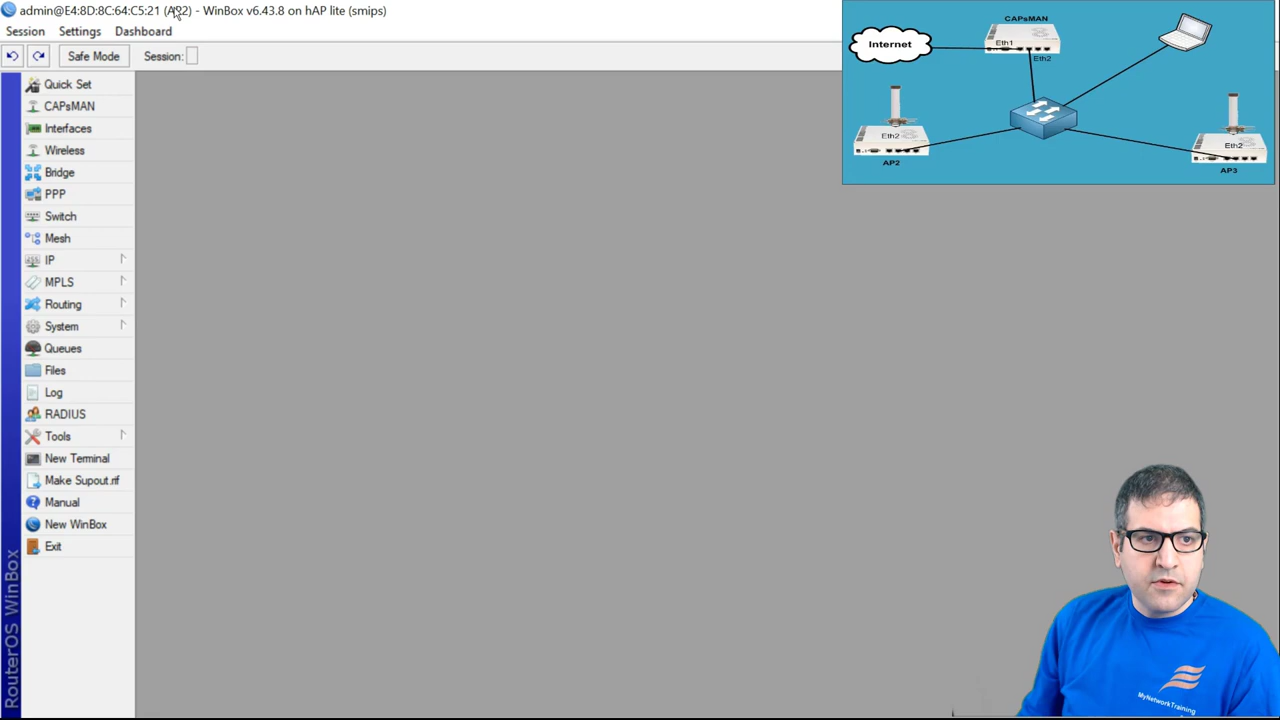 admin@E4:8D:8C:64:C5:21 (AP2) - WinBox v6.43.8 on hAP lite (smips)
Session Settings Dashboard
Safe Mode Session:
Quick Set
CAPsMAN
Interfaces
Wireless
Bridge
PPP
Switch
Mesh
IP
MPLS
Routing
System
Queues
Files
Log
RADIUS
Tools
New Terminal
Make Supout.rif
Manual
New WinBox
Exit
RouterOS WinBox
CAPsMAN
Internet
Eth1
Eth2
Eth2
AP2
Eth2
AP3
MyNetworkTraining